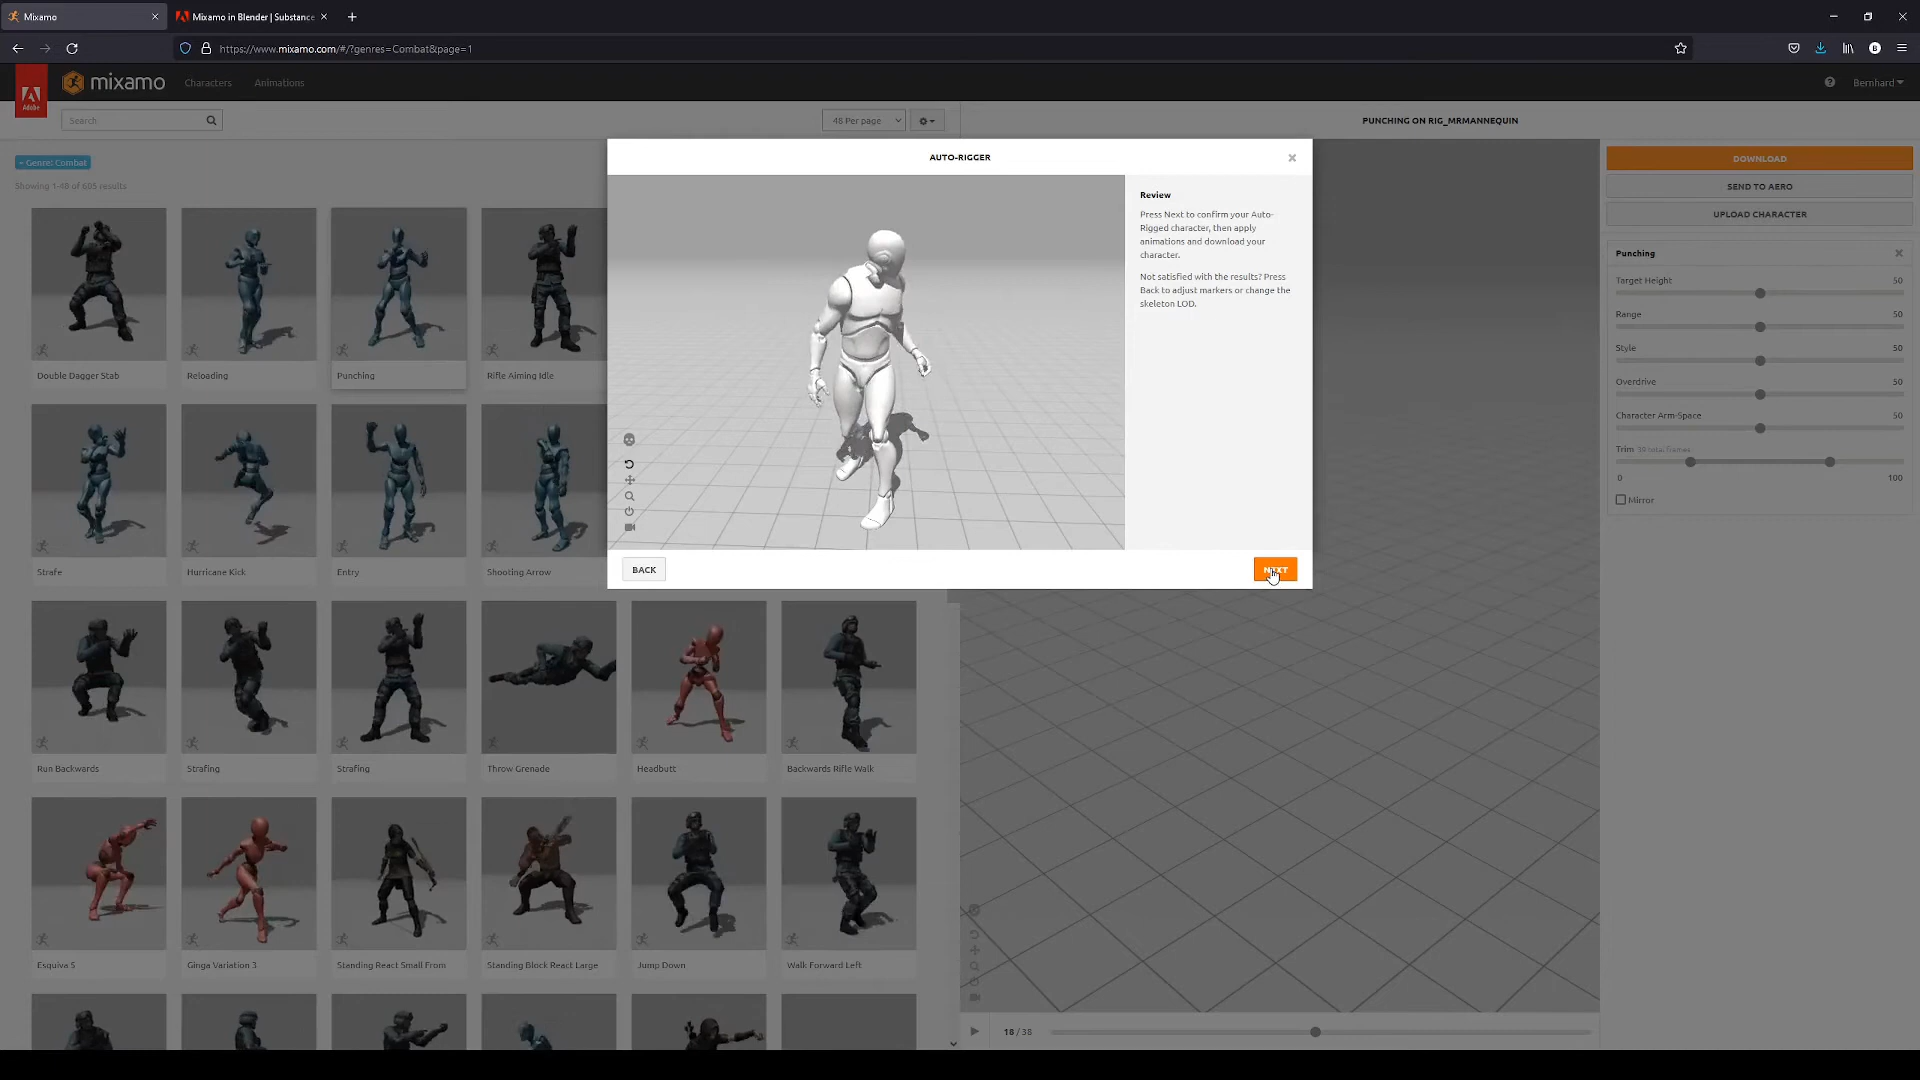 Mixamo
Mixamo in Blender | Substance
https://www.mixamo.com/#/?genres=Combat&page=1
B
Adobe
mixamo
Characters
Animations
Bernhard
Search
48 Per page
PUNCHING ON RIG_MRMANNEQUIN
Genre: Combat
Showing 1-48 of 605 results
AUTO-RIGGER
Review
Press Next to confirm your Auto-
Rigged character, then apply
animations and download your
character.
Not satisfied with the results? Press
Back to adjust markers or change the
skeleton LOD.
BACK
NEXT
DOWNLOAD
SEND TO AERO
UPLOAD CHARACTER
Punching
Target Height 50
Range 50
Style 50
Overdrive 50
Character Arm-Space 50
Trim 39 total frames
0 100
Mirror
Double Dagger Stab
Reloading
Punching
Rifle Aiming Idle
Strafe
Hurricane Kick
Entry
Shooting Arrow
Run Backwards
Strafing
Strafing
Throw Grenade
Headbutt
Backwards Rifle Walk
Esquiva 5
Ginga Variation 3
Standing React Small From
Standing Block React Large
Jump Down
Walk Forward Left
18 / 38